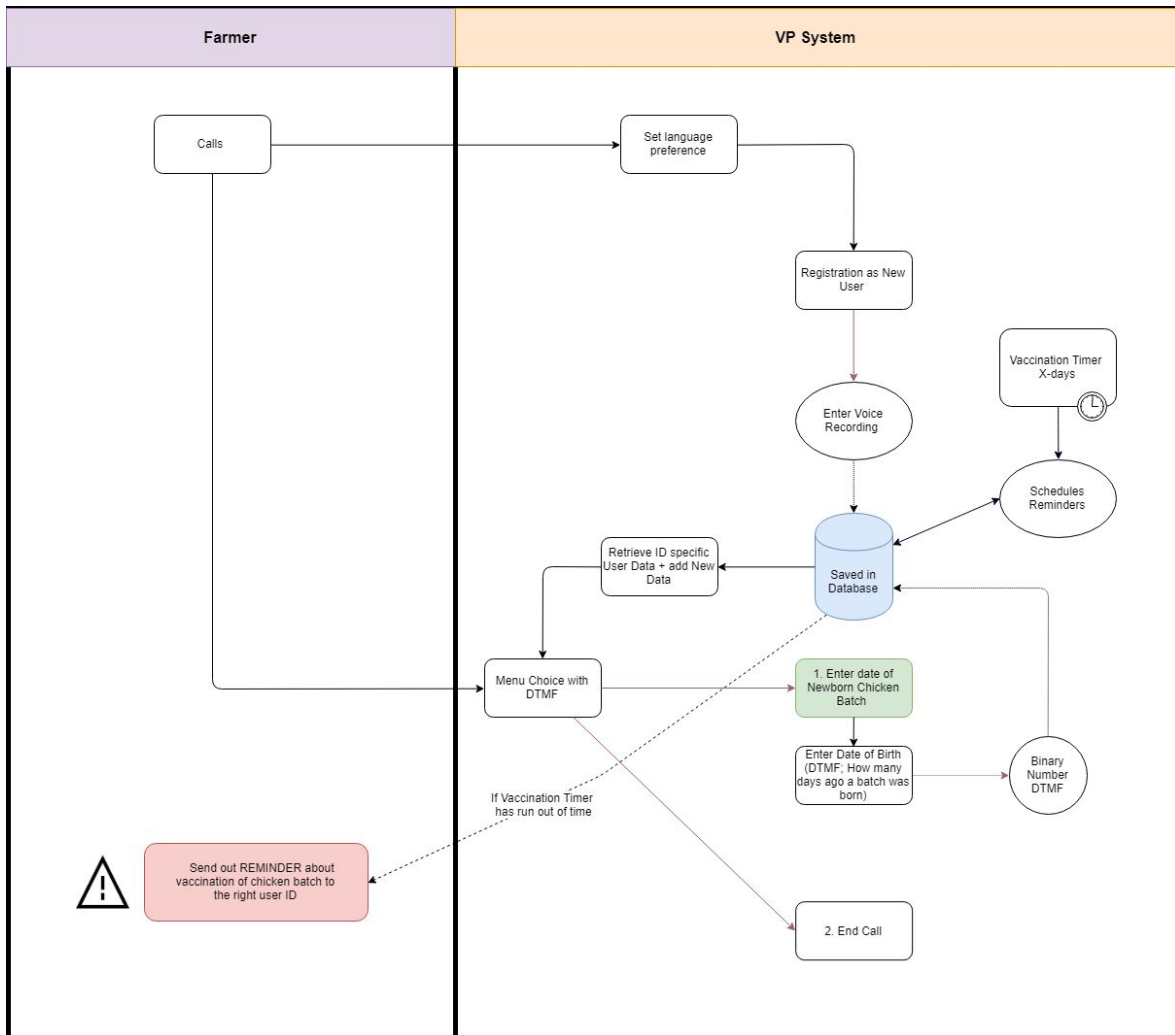 Farmer
VP System
Calls
Set language
preference
Registration as New
User
Vaccination Timer
X-days
Enter Voice
Recording
Schedules
Reminders
Retrieve ID specific
User Data + add New
Data
Saved in
Database
Menu Choice with
DTMF
1. Enter date of
Newborn Chicken
Batch
Enter Date of Birth
(DTMF; How many
days ago a batch was
born)
Binary
Number
DTMF
If Vaccination Timer
has run out of time
Send out REMINDER about
vaccination of chicken batch to
the right user ID
2. End Call